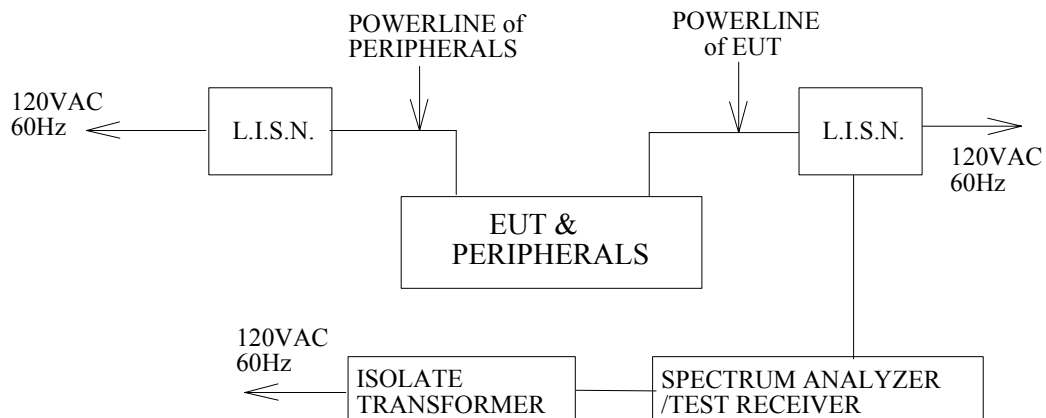 POWERLINE of
PERIPHERALS
POWERLINE
of EUT
120VAC
60Hz
L.I.S.N.
L.I.S.N.
120VAC
60Hz
EUT &
PERIPHERALS
120VAC
60Hz
ISOLATE
TRANSFORMER
SPECTRUM ANALYZER
/TEST RECEIVER